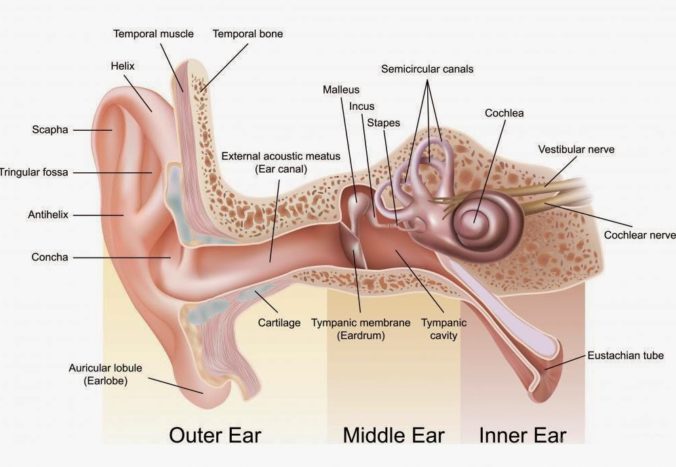 Temporal muscle
Temporal bone
Helix
Semicircular canals
Malleus
Incus
Stapes
Cochlea
Scapha
External acoustic meatus
(Ear canal)
Vestibular nerve
Tringular fossa
Antihelix
Cochlear nerve
Concha
Cartilage
Tympanic membrane
(Eardrum)
Tympanic
cavity
Eustachian tube
Auricular lobule
(Earlobe)
Outer Ear
Middle Ear
Inner Ear